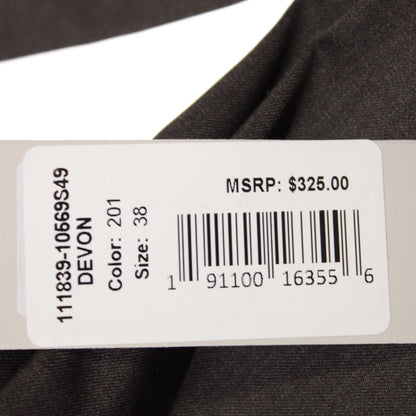 111839-10569S49
DEVON
Color: 201
Size: 38
MSRP: $325.00
1 91100 16355 6